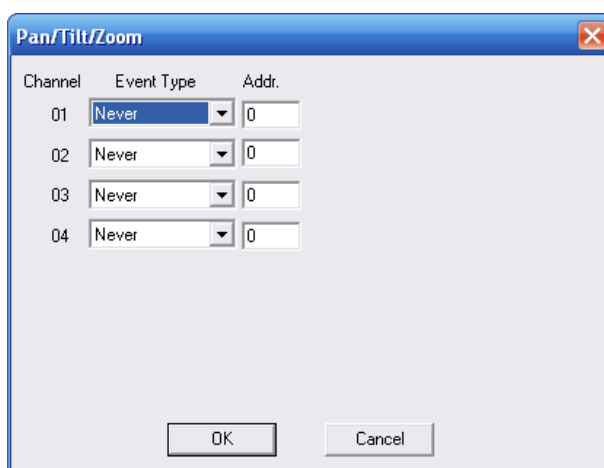 Pan/Tilt/Zoom
Channel Event Type Addr.
01 Never 0
02 Never 0
03 Never 0
04 Never 0
OK Cancel